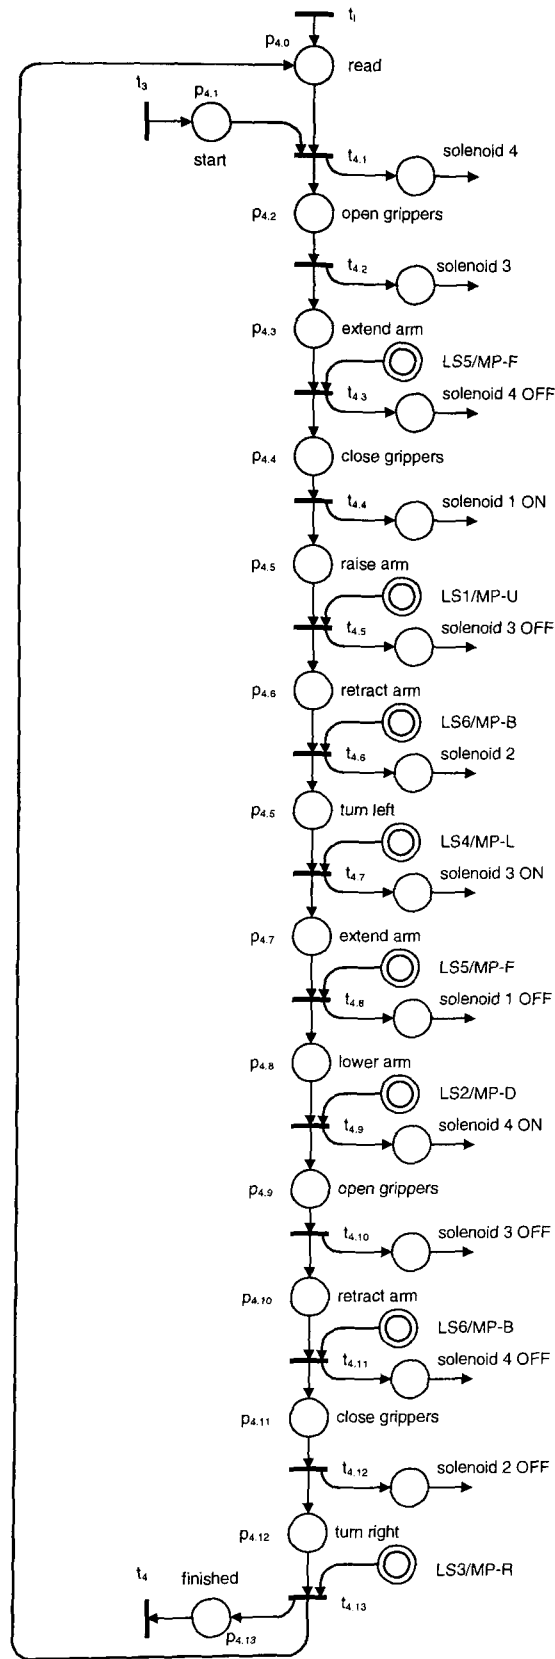 t₁
p₄.₀
read
t₃
p₄.₁
start
t₄.₁
solenoid 4
p₄.₂
open grippers
t₄.₂
solenoid 3
p₄.₃
extend arm
LS5/MP-F
t₄.₃
solenoid 4 OFF
p₄.₄
close grippers
t₄.₄
solenoid 1 ON
p₄.₅
raise arm
LS1/MP-U
t₄.₅
solenoid 3 OFF
p₄.₆
retract arm
LS6/MP-B
t₄.₆
solenoid 2
p₄.₅
turn left
LS4/MP-L
t₄.₇
solenoid 3 ON
p₄.₇
extend arm
LS5/MP-F
t₄.₈
solenoid 1 OFF
p₄.₈
lower arm
LS2/MP-D
t₄.₉
solenoid 4 ON
p₄.₉
open grippers
t₄.₁₀
solenoid 3 OFF
p₄.₁₀
retract arm
LS6/MP-B
t₄.₁₁
solenoid 4 OFF
p₄.₁₁
close grippers
t₄.₁₂
solenoid 2 OFF
p₄.₁₂
turn right
LS3/MP-R
t₄
finished
t₄.₁₃
p₄.₁₃